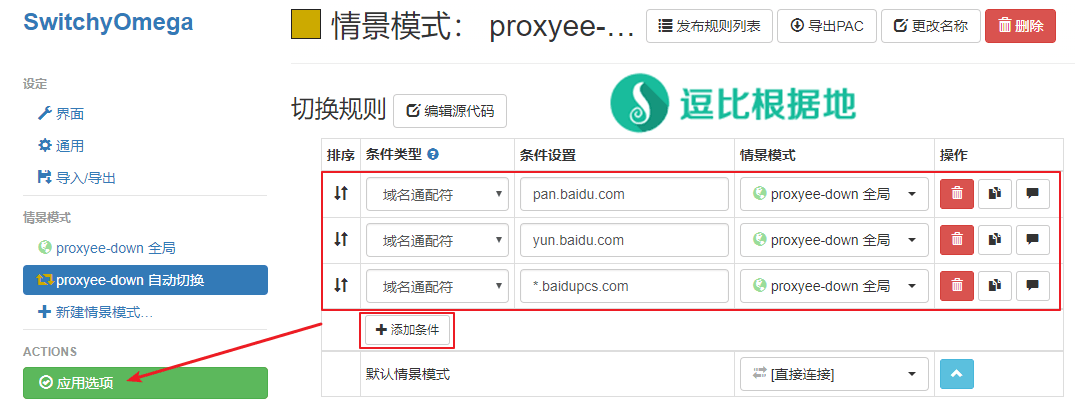 SwitchyOmega
设定
界面
通用
导入/导出
情景模式
proxyee-down 全局
proxyee-down 自动切换
新建情景模式…
ACTIONS
应用选项
情景模式： proxyee-…
发布规则列表
导出PAC
更改名称
删除
逗比根据地
切换规则
编辑源代码
排序 条件类型 条件设置 情景模式 操作
域名通配符 pan.baidu.com proxyee-down 全局
域名通配符 yun.baidu.com proxyee-down 全局
域名通配符 *.baidupcs.com proxyee-down 全局
添加条件
默认情景模式 [直接连接]